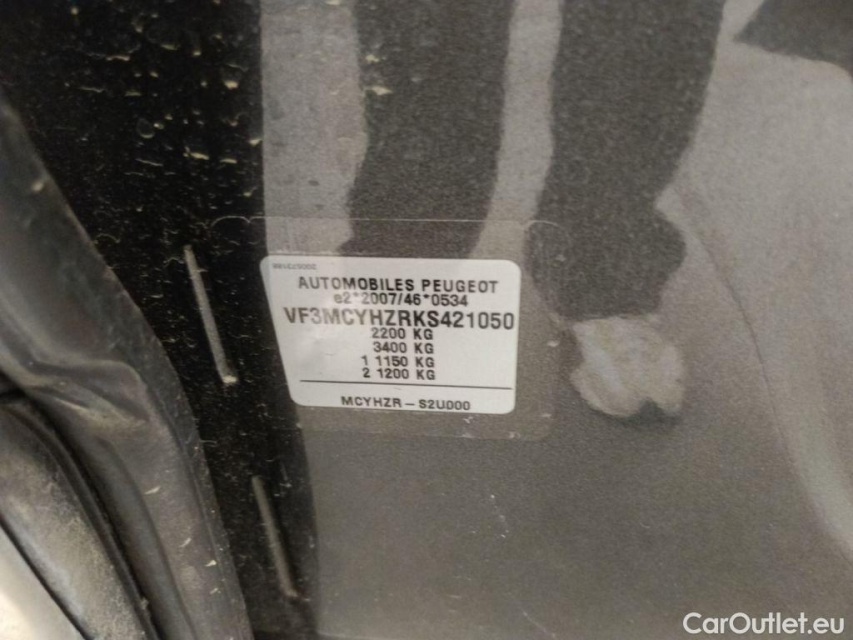 AUTOMOBILES PEUGEOT
e2*2007/46*0534
VF3MCYHZRKS421050
2200 KG
3400 KG
1 1150 KG
2 1200 KG
MCYHZR – S2U000
CarOutlet.eu